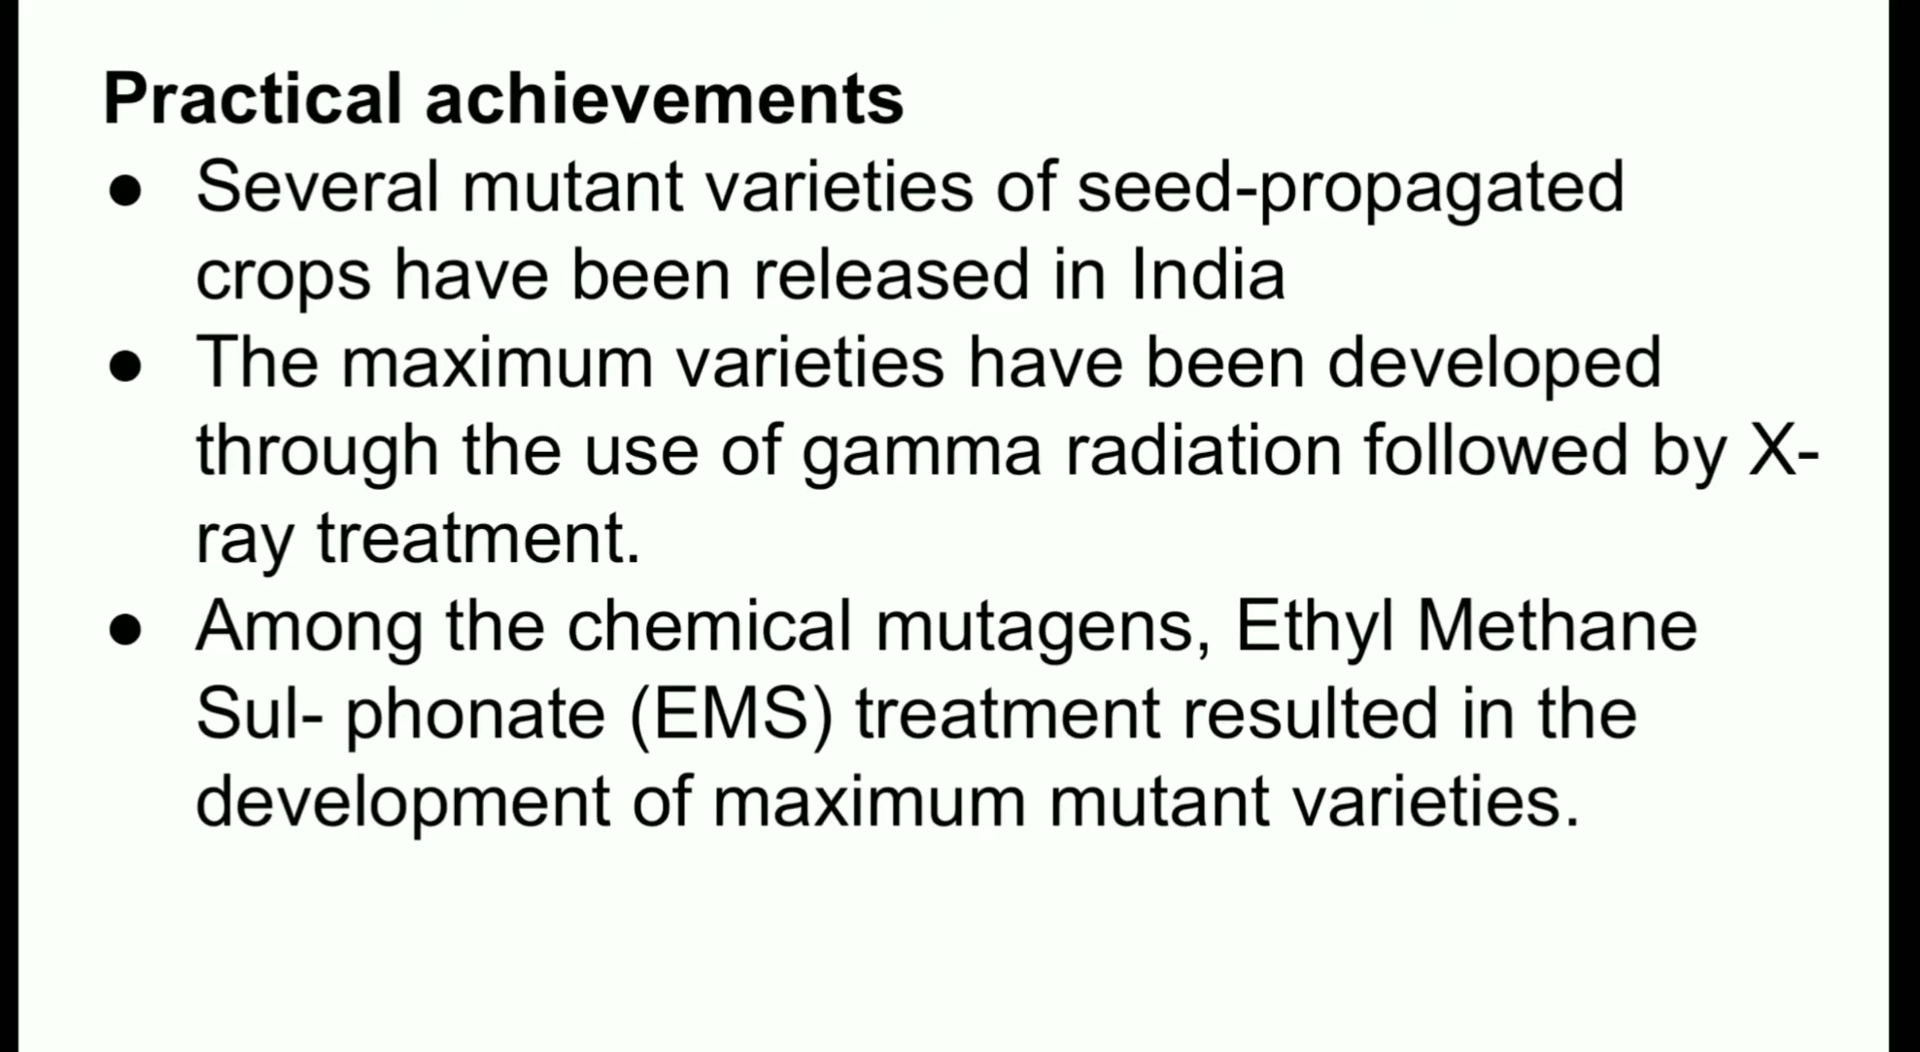 Practical achievements
● Several mutant varieties of seed-propagated
crops have been released in India
● The maximum varieties have been developed
through the use of gamma radiation followed by X-
ray treatment.
● Among the chemical mutagens, Ethyl Methane
Sul- phonate (EMS) treatment resulted in the
development of maximum mutant varieties.